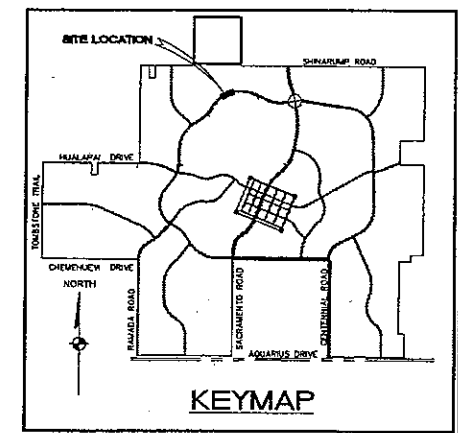 SITE LOCATION
SHINARUMP ROAD
HUALAPAI DRIVE
TOMBSTONE TRAIL
CHEMEHUEVI DRIVE
NORTH
RAMADA ROAD
SACRAMENTO ROAD
CENTENNIAL ROAD
AQUARIUS DRIVE
KEYMAP